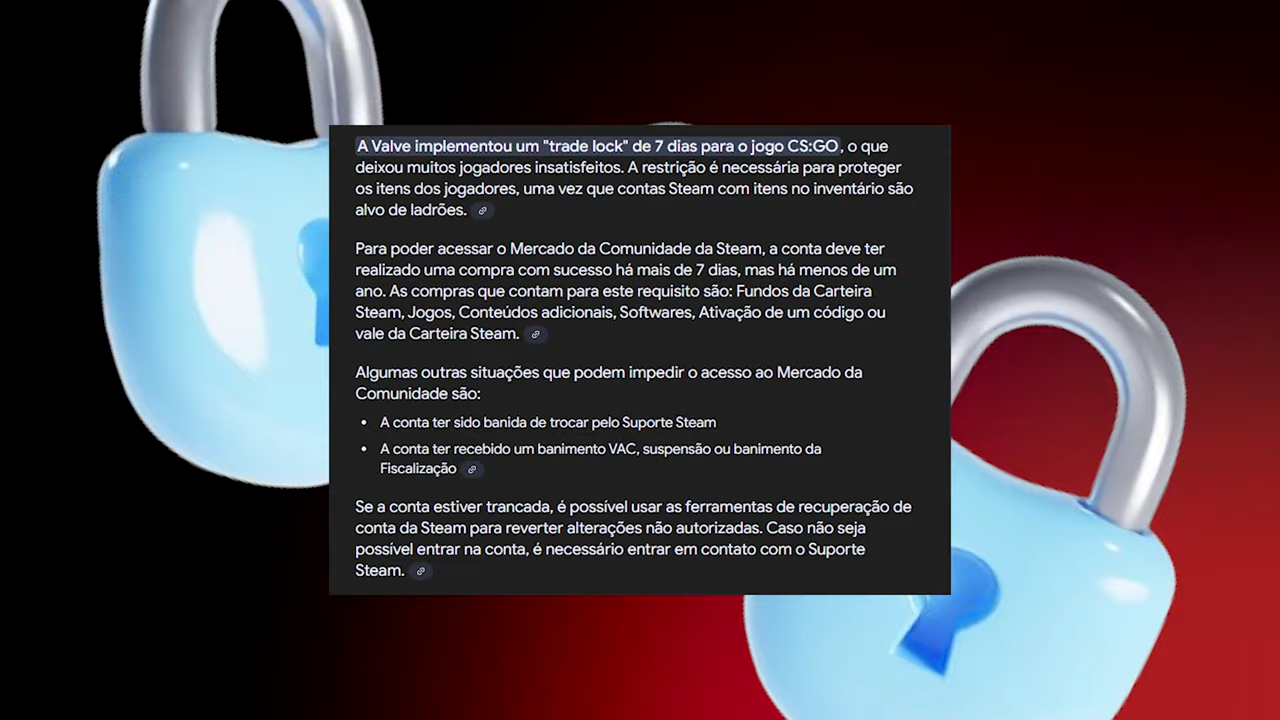 A Valve implementou um "trade lock" de 7 dias para o jogo CS:GO, o que
deixou muitos jogadores insatisfeitos. A restrição é necessária para proteger
os itens dos jogadores, uma vez que contas Steam com itens no inventário são
alvo de ladrões.
Para poder acessar o Mercado da Comunidade da Steam, a conta deve ter
realizado uma compra com sucesso há mais de 7 dias, mas há menos de um
ano. As compras que contam para este requisito são: Fundos da Carteira
Steam, Jogos, Conteúdos adicionais, Softwares, Ativação de um código ou
vale da Carteira Steam.
Algumas outras situações que podem impedir o acesso ao Mercado da
Comunidade são:
• A conta ter sido banida de trocar pelo Suporte Steam
• A conta ter recebido um banimento VAC, suspensão ou banimento da
Fiscalização
Se a conta estiver trancada, é possível usar as ferramentas de recuperação de
conta da Steam para reverter alterações não autorizadas. Caso não seja
possível entrar na conta, é necessário entrar em contato com o Suporte
Steam.